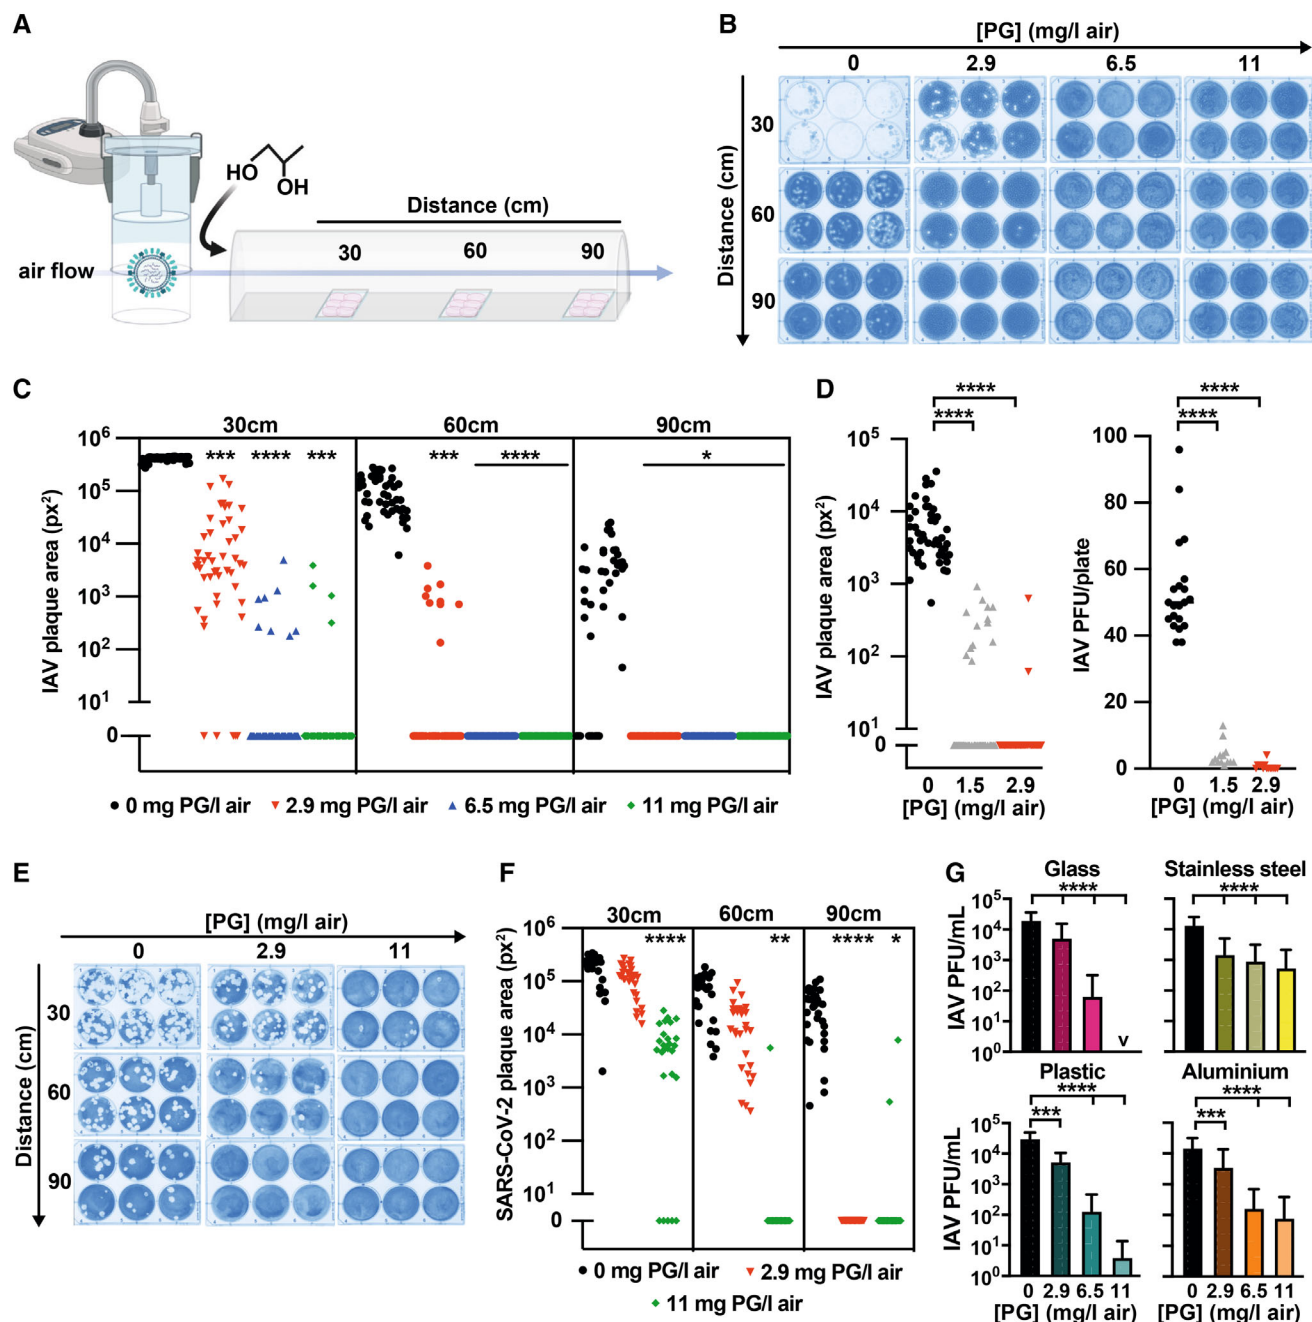 A
HO
OH
Distance (cm)
30 60 90
air flow
B
[PG] (mg/l air)
0 2.9 6.5 11
Distance (cm)
30
60
90
C
30cm 60cm 90cm
*** **** *** *** **** *
IAV plaque area (px²)
10⁶
10⁵
10⁴
10³
10²
10¹
0
0 mg PG/l air 2.9 mg PG/l air 6.5 mg PG/l air 11 mg PG/l air
D
****
****
IAV plaque area (px²)
10⁵
10⁴
10³
10²
10¹
0
0 1.5 2.9
[PG] (mg/l air)
****
****
IAV PFU/plate
100
80
60
40
20
0
0 1.5 2.9
[PG] (mg/l air)
E
[PG] (mg/l air)
0 2.9 11
Distance (cm)
30
60
90
F
30cm 60cm 90cm
**** ** **** *
SARS-CoV-2 plaque area (px²)
10⁶
10⁵
10⁴
10³
10²
10¹
0
0 mg PG/l air 2.9 mg PG/l air
11 mg PG/l air
G
Glass
****
IAV PFU/mL
10⁵
10⁴
10³
10²
10¹
10⁰
v
Stainless steel
****
Plastic
****
***
IAV PFU/mL
10⁵
10⁴
10³
10²
10¹
10⁰
0 2.9 6.5 11
[PG] (mg/l air)
Aluminium
****
***
0 2.9 6.5 11
[PG] (mg/l air)